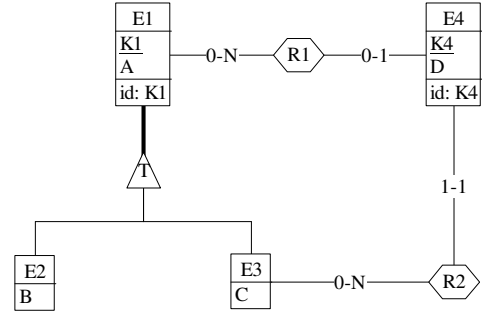 E1
K1
A
id: K1
0-N
R1
0-1
E4
K4
D
id: K4
T
1-1
E2
B
E3
C
0-N
R2